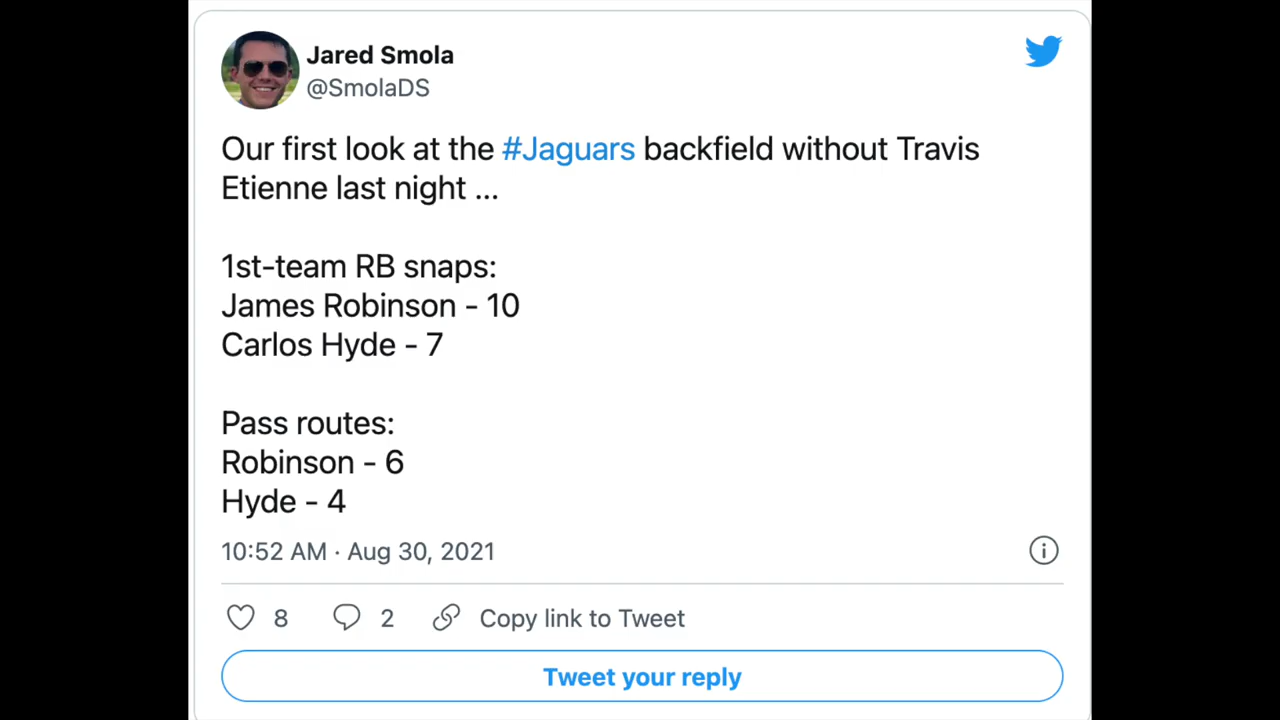 Jared Smola
@SmolaDS
Our first look at the #Jaguars backfield without Travis
Etienne last night ...
1st-team RB snaps:
James Robinson - 10
Carlos Hyde - 7
Pass routes:
Robinson - 6
Hyde - 4
10:52 AM · Aug 30, 2021
8 2 Copy link to Tweet
Tweet your reply